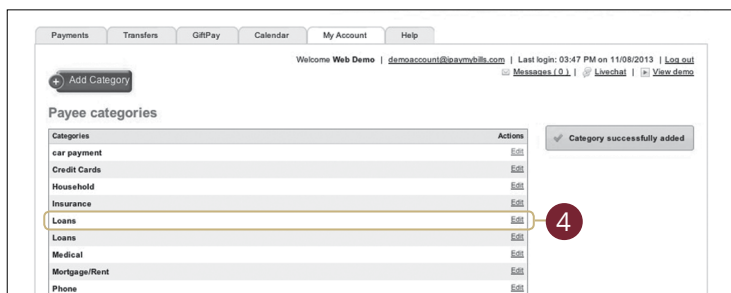 Payments Transfers GiftPay Calendar My Account Help
Welcome Web Demo | demoaccount@ipaymybills.com | Last login: 03:47 PM on 11/08/2013 | Log out
Messages ( 0 ) | Livechat | View demo
+ Add Category
Payee categories
Categories Actions
Category successfully added
car payment Edit
Credit Cards Edit
Household Edit
Insurance Edit
Loans Edit
4
Loans Edit
Medical Edit
Mortgage/Rent Edit
Phone Edit